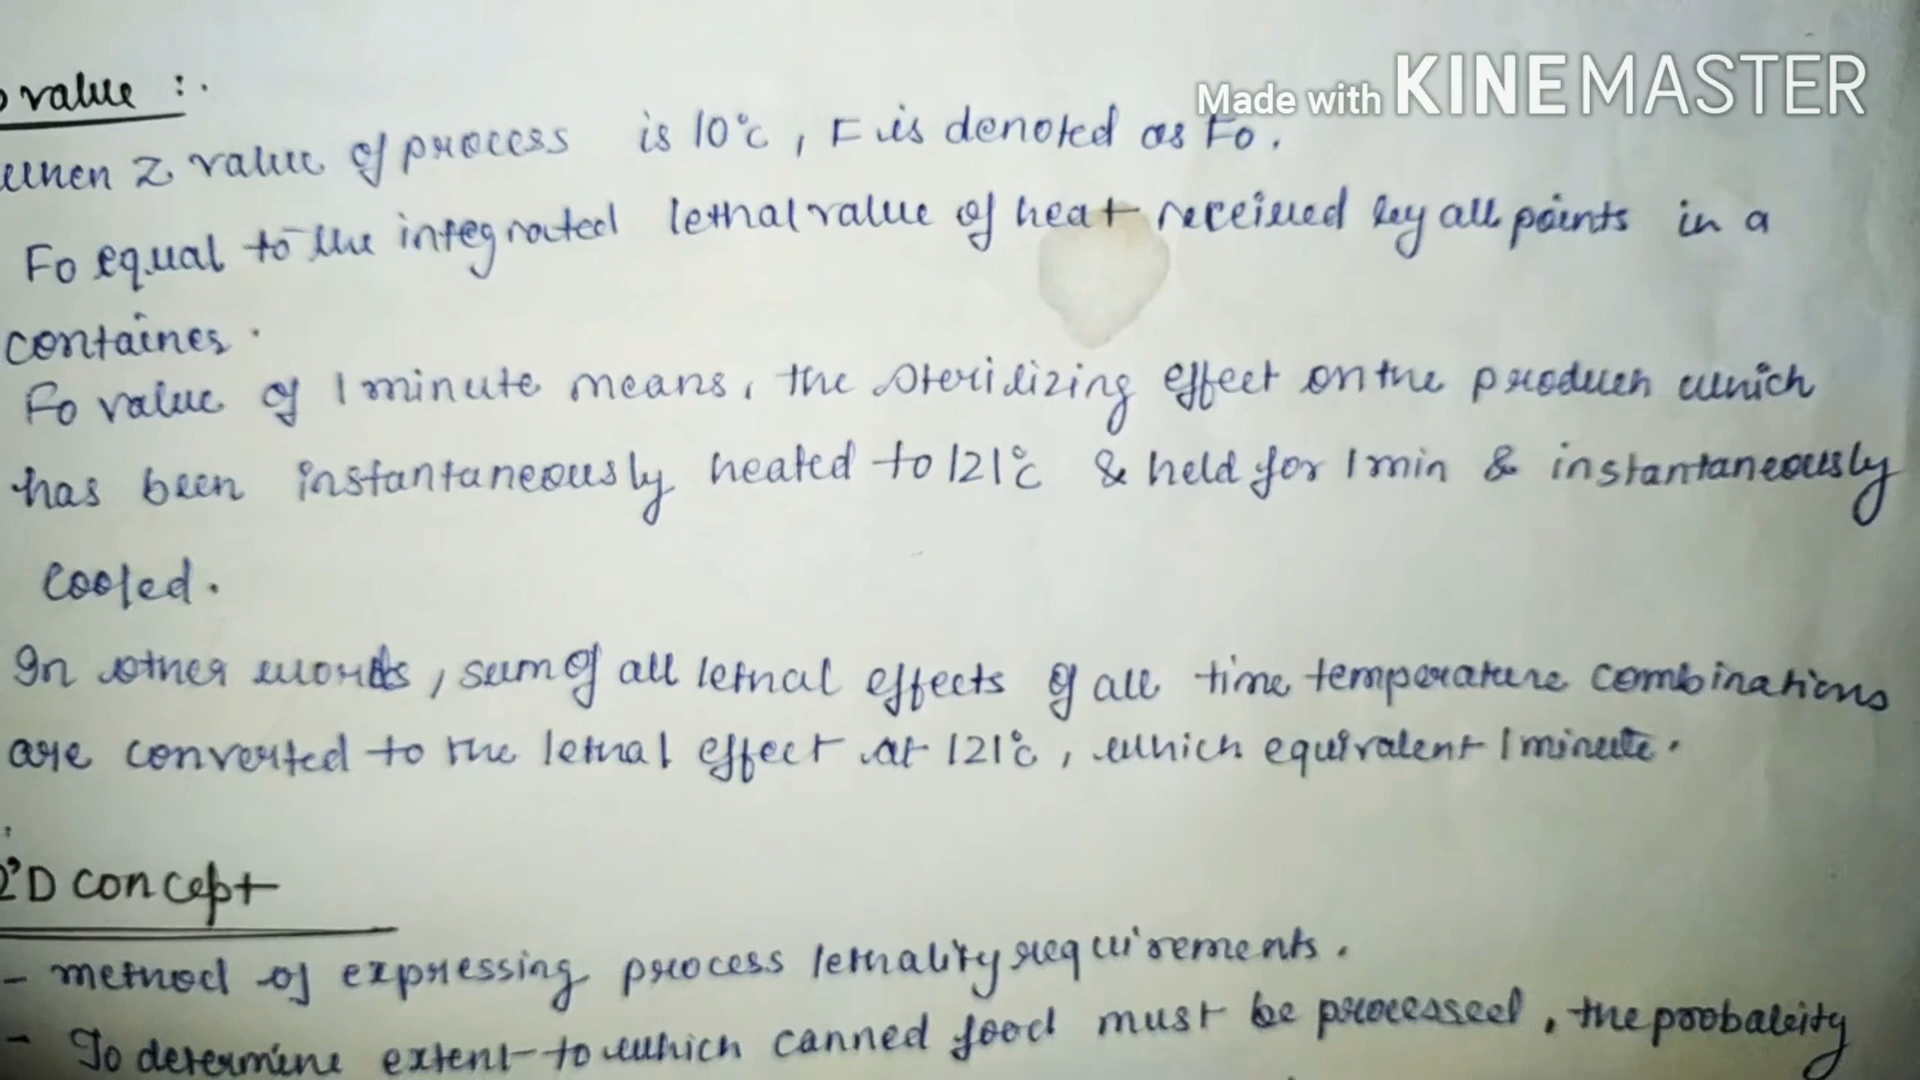 o value :.
Made with KINEMASTER
when Z value of process is 10°C, F is denoted as Fo.
Fo equal to the integrated lethal value of heat received by all points in a
container.
Fo value of 1 minute means, the sterilizing effect on the product which
has been instantaneously heated to 121°C & held for 1 min & instantaneously
cooled.
In other words, sum of all lethal effects of all time temperature combinations
are converted to the lethal effect at 121°C, which equivalent 1 minute.
2'D concept
- method of expressing process lethality requirements.
- To determine extent to which canned food must be processed, the probability